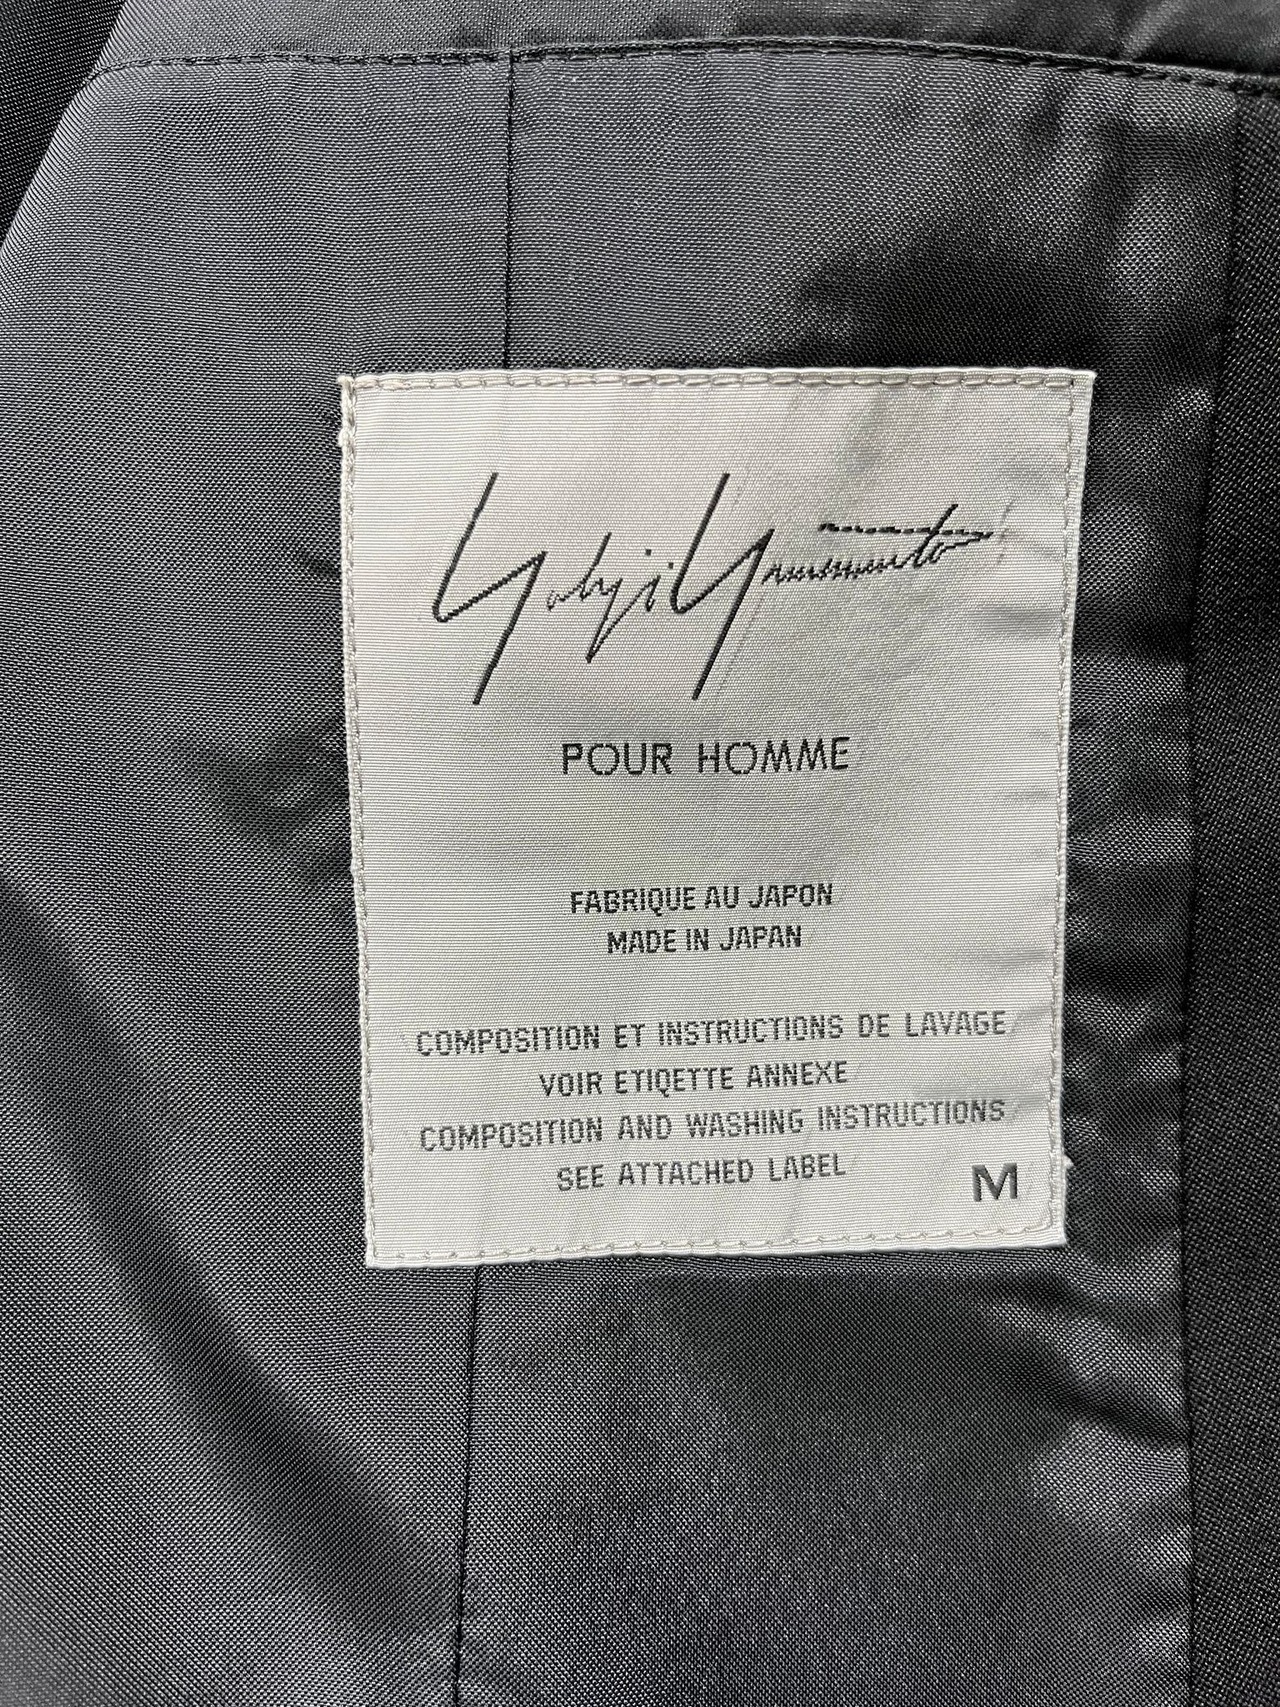 Yohji Yamamoto
POUR HOMME
FABRIQUE AU JAPON
MADE IN JAPAN
COMPOSITION ET INSTRUCTIONS DE LAVAGE
VOIR ETIQETTE ANNEXE
COMPOSITION AND WASHING INSTRUCTIONS
SEE ATTACHED LABEL
M